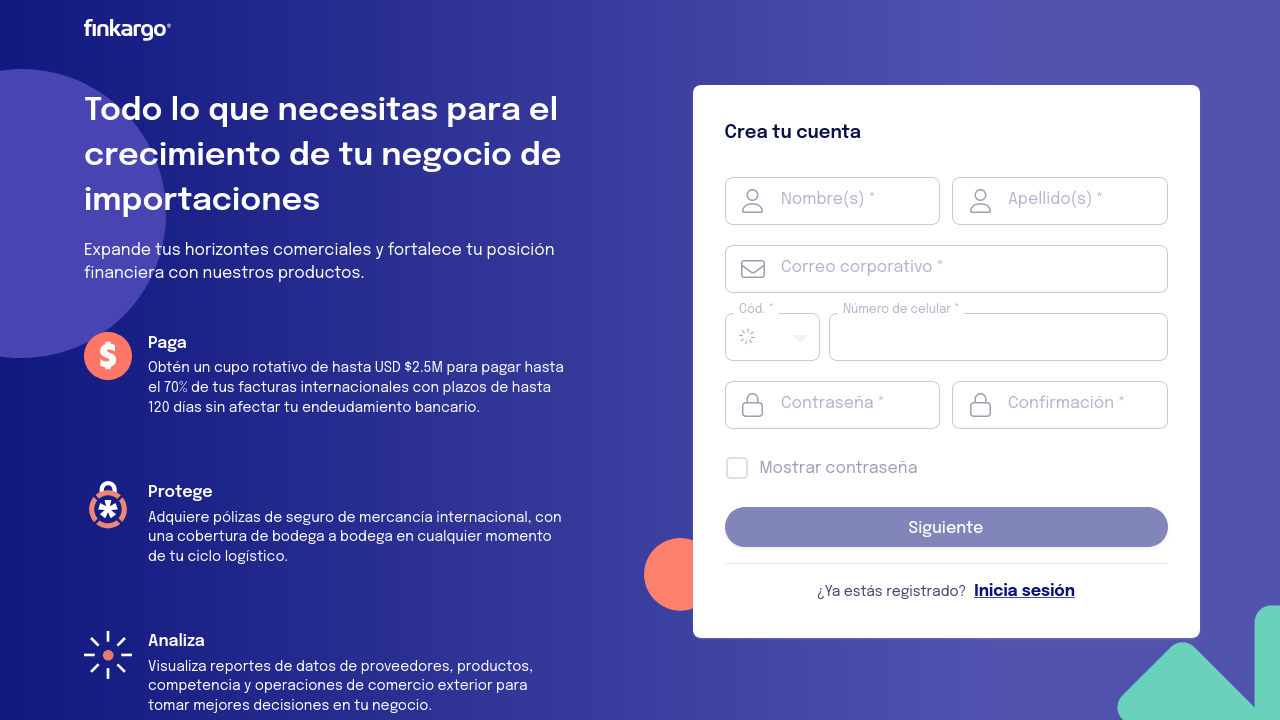 finkargo®
Todo lo que necesitas para el
crecimiento de tu negocio de
importaciones
Expande tus horizontes comerciales y fortalece tu posición
financiera con nuestros productos.
Paga
Obtén un cupo rotativo de hasta USD $2.5M para pagar hasta
el 70% de tus facturas internacionales con plazos de hasta
120 días sin afectar tu endeudamiento bancario.
Protege
Adquiere pólizas de seguro de mercancía internacional, con
una cobertura de bodega a bodega en cualquier momento
de tu ciclo logístico.
Analiza
Visualiza reportes de datos de proveedores, productos,
competencia y operaciones de comercio exterior para
tomar mejores decisiones en tu negocio.
Crea tu cuenta
Nombre(s) * Apellido(s) *
Correo corporativo *
Cód. * Número de celular *
Contraseña * Confirmación *
Mostrar contraseña
Siguiente
¿Ya estás registrado? Inicia sesión